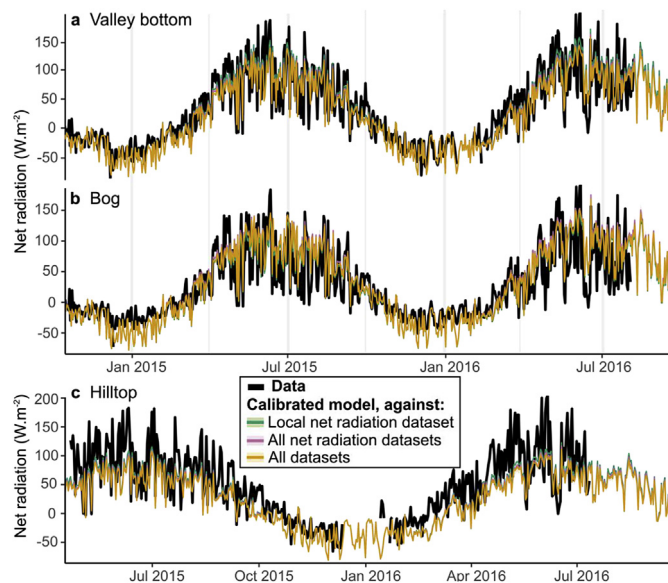 a Valley bottom
150
100
50
0
-50
Net radiation (W.m⁻²)
b Bog
150
100
50
0
-50
Net radiation (W.m⁻²)
Jan 2015 Jul 2015 Jan 2016 Jul 2016
c Hilltop
200
150
100
50
0
-50
Net radiation (W.m⁻²)
Data
Calibrated model, against:
Local net radiation dataset
All net radiation datasets
All datasets
Jul 2015 Oct 2015 Jan 2016 Apr 2016 Jul 2016